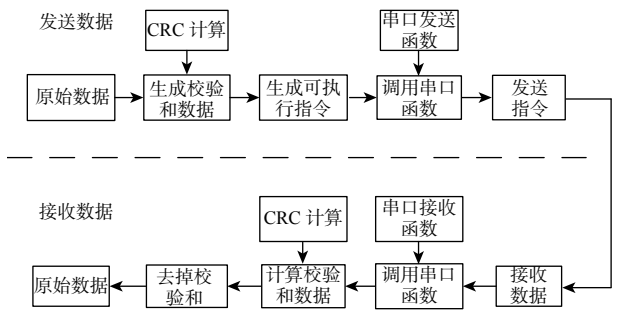 发送数据
CRC 计算
串口发送
函数
原始数据
生成校验
和数据
生成可执
行指令
调用串口
函数
发送
指令
接收数据
CRC 计算
串口接收
函数
原始数据
去掉校
验和
计算校验
和数据
调用串口
函数
接收
数据